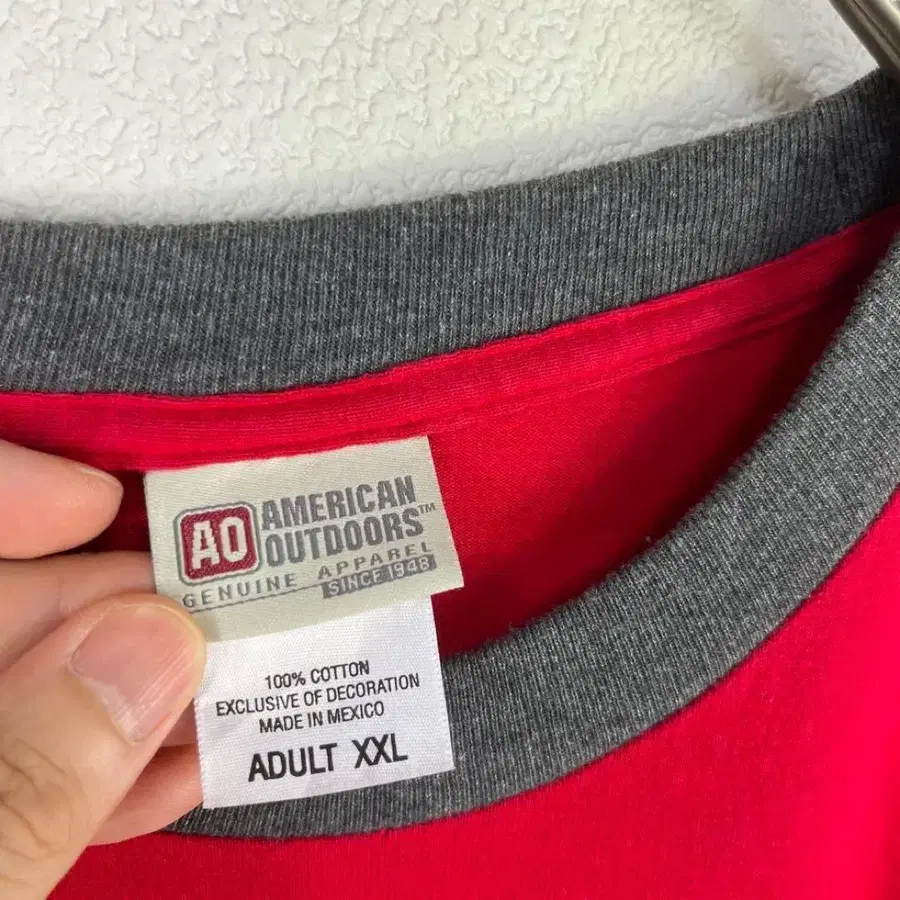 AO AMERICAN
OUTDOORS™
GENUINE APPAREL
SINCE 1948
100% COTTON
EXCLUSIVE OF DECORATION
MADE IN MEXICO
ADULT XXL